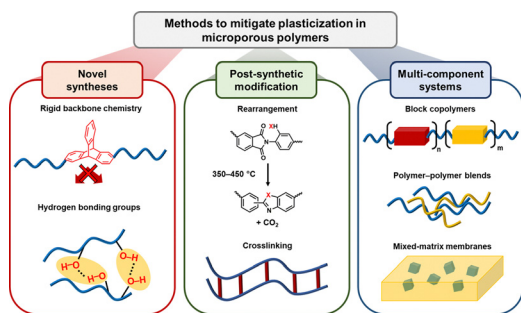 Methods to mitigate plasticization in
microporous polymers
Novel
syntheses
Rigid backbone chemistry
Hydrogen bonding groups
H-O
O-H
H-O
O-H
Post-synthetic
modification
Rearrangement
O
XH
N
O
350–450 °C
X
N
+ CO2
Crosslinking
Multi-component
systems
Block copolymers
n
m
Polymer–polymer blends
Mixed-matrix membranes